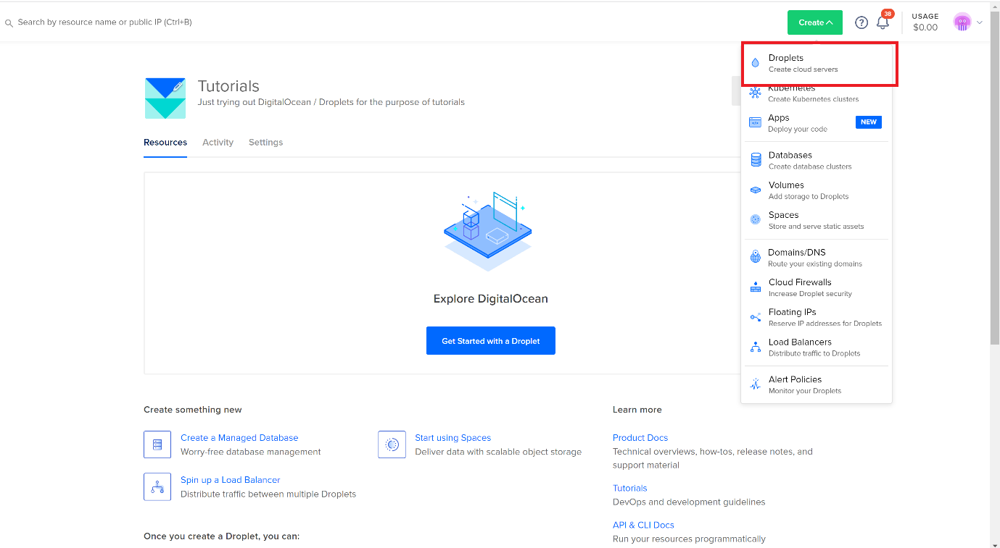 Search by resource name or public IP (Ctrl+B)
Create
?
38
USAGE
$0.00
Droplets
Create cloud servers
Kubernetes
Create Kubernetes clusters
Apps
Deploy your code
NEW
Databases
Create database clusters
Volumes
Add storage to Droplets
Spaces
Store and serve static assets
Domains/DNS
Route your existing domains
Cloud Firewalls
Increase Droplet security
Floating IPs
Reserve IP addresses for Droplets
Load Balancers
Distribute traffic to Droplets
Alert Policies
Monitor your Droplets
Tutorials
Just trying out DigitalOcean / Droplets for the purpose of tutorials
Resources Activity Settings
Explore DigitalOcean
Get Started with a Droplet
Create something new
Create a Managed Database
Worry-free database management
Start using Spaces
Deliver data with scalable object storage
Spin up a Load Balancer
Distribute traffic between multiple Droplets
Once you create a Droplet, you can:
Learn more
Product Docs
Technical overviews, how-tos, release notes, and
support material
Tutorials
DevOps and development guidelines
API & CLI Docs
Run your resources programmatically